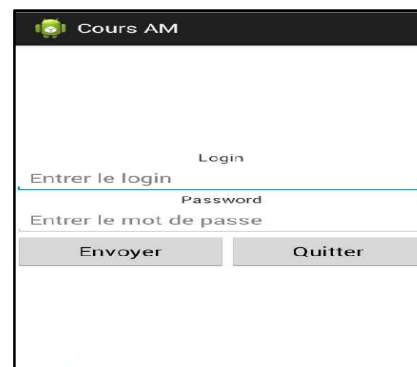 Cours AM
Login
Entrer le login
Password
Entrer le mot de passe
Envoyer Quitter